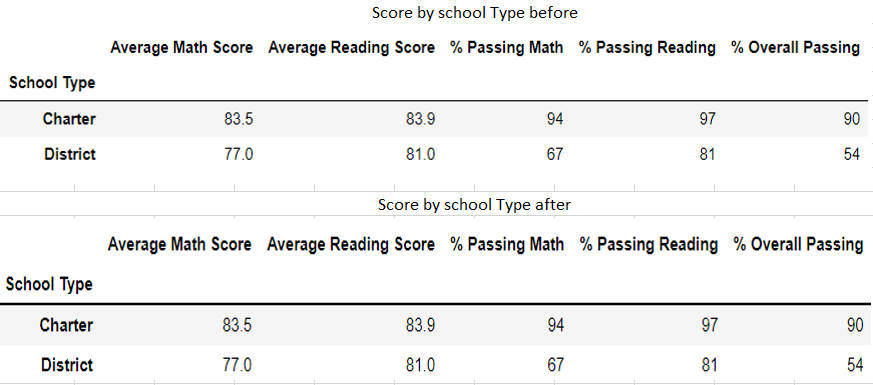 Score by school Type before
Average Math Score Average Reading Score % Passing Math % Passing Reading % Overall Passing
School Type
Charter 83.5 83.9 94 97 90
District 77.0 81.0 67 81 54
Score by school Type after
Average Math Score Average Reading Score % Passing Math % Passing Reading % Overall Passing
School Type
Charter 83.5 83.9 94 97 90
District 77.0 81.0 67 81 54